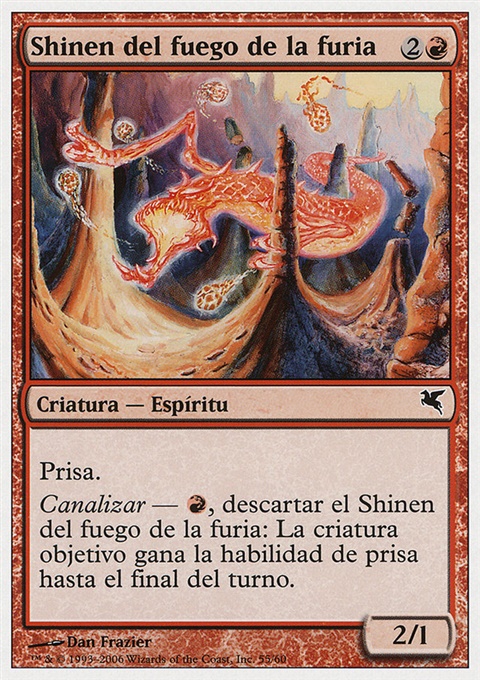 Shinen del fuego de la furia 2
Criatura — Espíritu
Prisa.
Canalizar — , descartar el Shinen
del fuego de la furia: La criatura
objetivo gana la habilidad de prisa
hasta el final del turno.
2/1
Dan Frazier
™ & © 1993-2006 Wizards of the Coast, Inc. 55/60